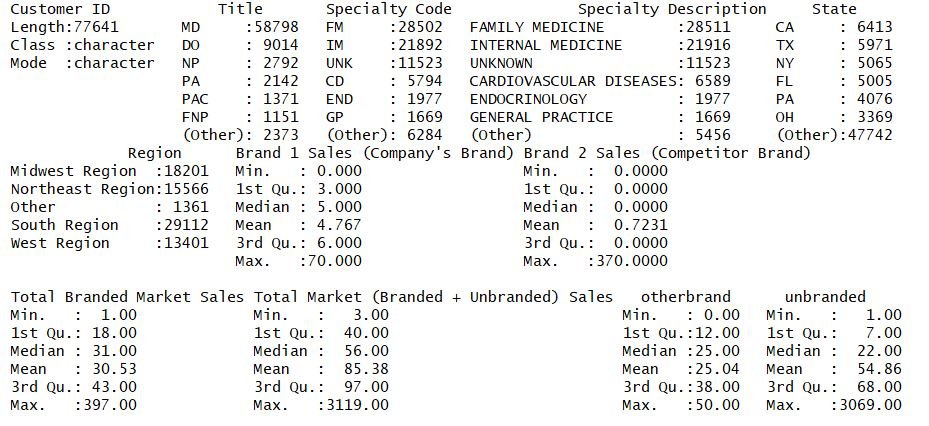 Customer ID Title Specialty Code Specialty Description State
Length:77641 MD :58798 FM :28502 FAMILY MEDICINE :28511 CA : 6413
Class :character DO : 9014 IM :21892 INTERNAL MEDICINE :21916 TX : 5971
Mode :character NP : 2792 UNK :11523 UNKNOWN :11523 NY : 5065
PA : 2142 CD : 5794 CARDIOVASCULAR DISEASES: 6589 FL : 5005
PAC : 1371 END : 1977 ENDOCRINOLOGY : 1977 PA : 4076
FNP : 1151 GP : 1669 GENERAL PRACTICE : 1669 OH : 3369
(Other): 2373 (Other): 6284 (Other) : 5456 (Other):47742
Region Brand 1 Sales (Company's Brand) Brand 2 Sales (Competitor Brand)
Midwest Region :18201 Min. : 0.000 Min. : 0.0000
Northeast Region:15566 1st Qu.: 3.000 1st Qu.: 0.0000
Other : 1361 Median : 5.000 Median : 0.0000
South Region :29112 Mean : 4.767 Mean : 0.7231
West Region :13401 3rd Qu.: 6.000 3rd Qu.: 0.0000
Max. :70.000 Max. :370.0000
Total Branded Market Sales Total Market (Branded + Unbranded) Sales otherbrand unbranded
Min. : 1.00 Min. : 3.00 Min. : 0.00 Min. : 1.00
1st Qu.: 18.00 1st Qu.: 40.00 1st Qu.:12.00 1st Qu.: 7.00
Median : 31.00 Median : 56.00 Median :25.00 Median : 22.00
Mean : 30.53 Mean : 85.38 Mean :25.04 Mean : 54.86
3rd Qu.: 43.00 3rd Qu.: 97.00 3rd Qu.:38.00 3rd Qu.: 68.00
Max. :397.00 Max. :3119.00 Max. :50.00 Max. :3069.00